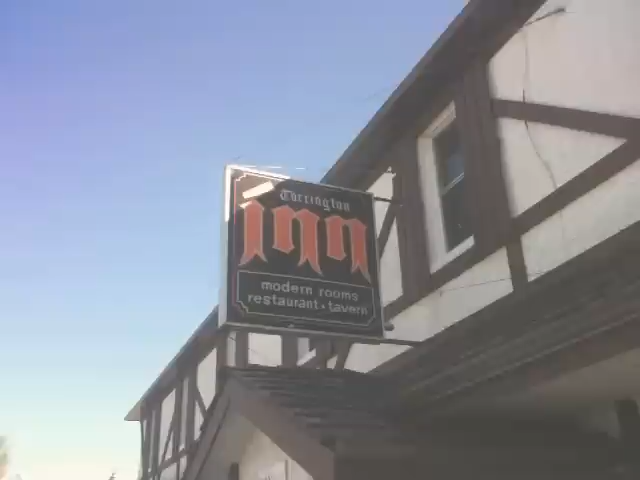 Torrington
inn
modern rooms
restaurant • tavern